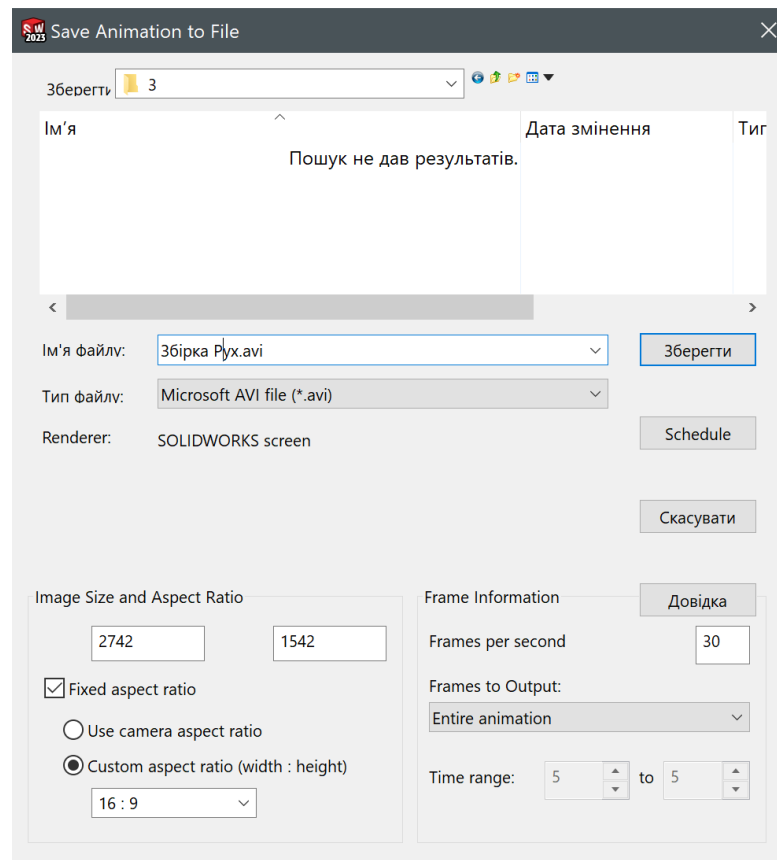 SW 2023 Save Animation to File
Зберегти 3
Ім'я Дата змінення Тип
Пошук не дав результатів.
Ім'я файлу: Збірка Рух.avi Зберегти
Тип файлу: Microsoft AVI file (*.avi)
Renderer: SOLIDWORKS screen Schedule
Скасувати
Image Size and Aspect Ratio Frame Information Довідка
2742 1542 Frames per second 30
Fixed aspect ratio Frames to Output:
Use camera aspect ratio Entire animation
Custom aspect ratio (width : height) Time range: 5 to 5
16 : 9